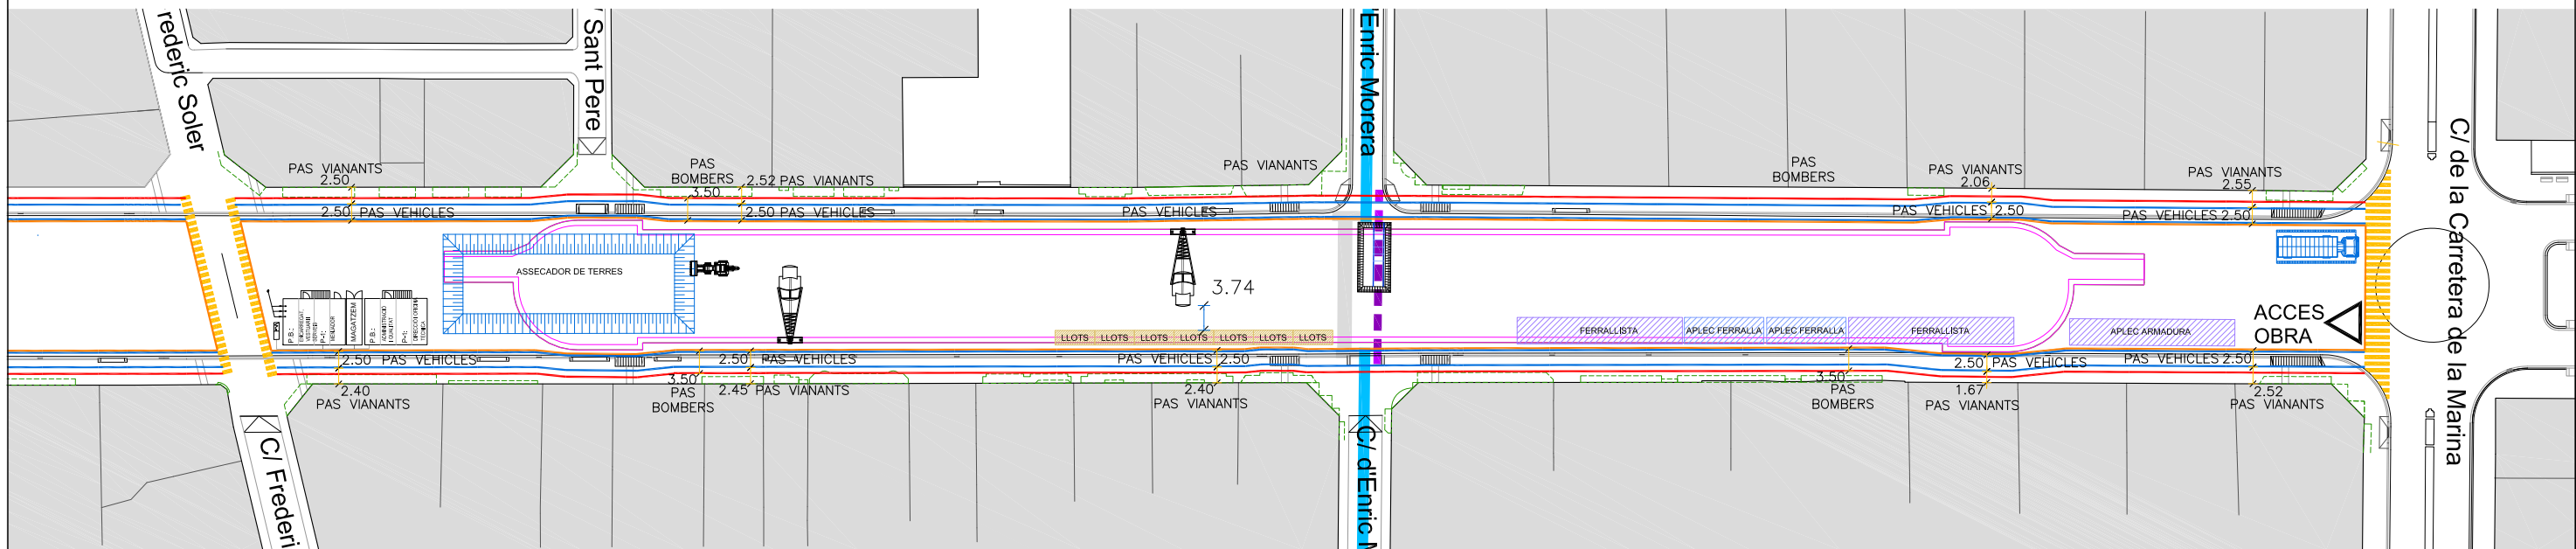 rederic Soler
Sant Pere
d'Enric Morera
C/ de la Carretera de la Marina
PAS VIANANTS
2.50
2.50 PAS VEHICLES
PAS
BOMBERS
3.50
2.52 PAS VIANANTS
2.50 PAS VEHICLES
PAS VIANANTS
PAS VEHICLES
PAS
BOMBERS
PAS VIANANTS
2.06
PAS VEHICLES 2.50
PAS VIANANTS
2.55
PAS VEHICLES 2.50
ASSECADOR DE TERRES
3.74
P.B.:
P-1:
MAGATZEM
P.B.:
P-1:
LLOTS LLOTS LLOTS LLOTS LLOTS LLOTS LLOTS
FERRALLISTA
APLEC FERRALLA
APLEC FERRALLA
FERRALLISTA
APLEC ARMADURA
ACCES
OBRA
2.50 PAS VEHICLES
2.40
PAS VIANANTS
2.50 PAS VEHICLES
3.50
PAS
BOMBERS
2.45 PAS VIANANTS
PAS VEHICLES 2.50
2.40
PAS VIANANTS
3.50
PAS
BOMBERS
2.50 PAS VEHICLES
1.67
PAS VIANANTS
PAS VEHICLES 2.50
2.52
PAS VIANANTS
C/ Frederi
C/ d'Enric M